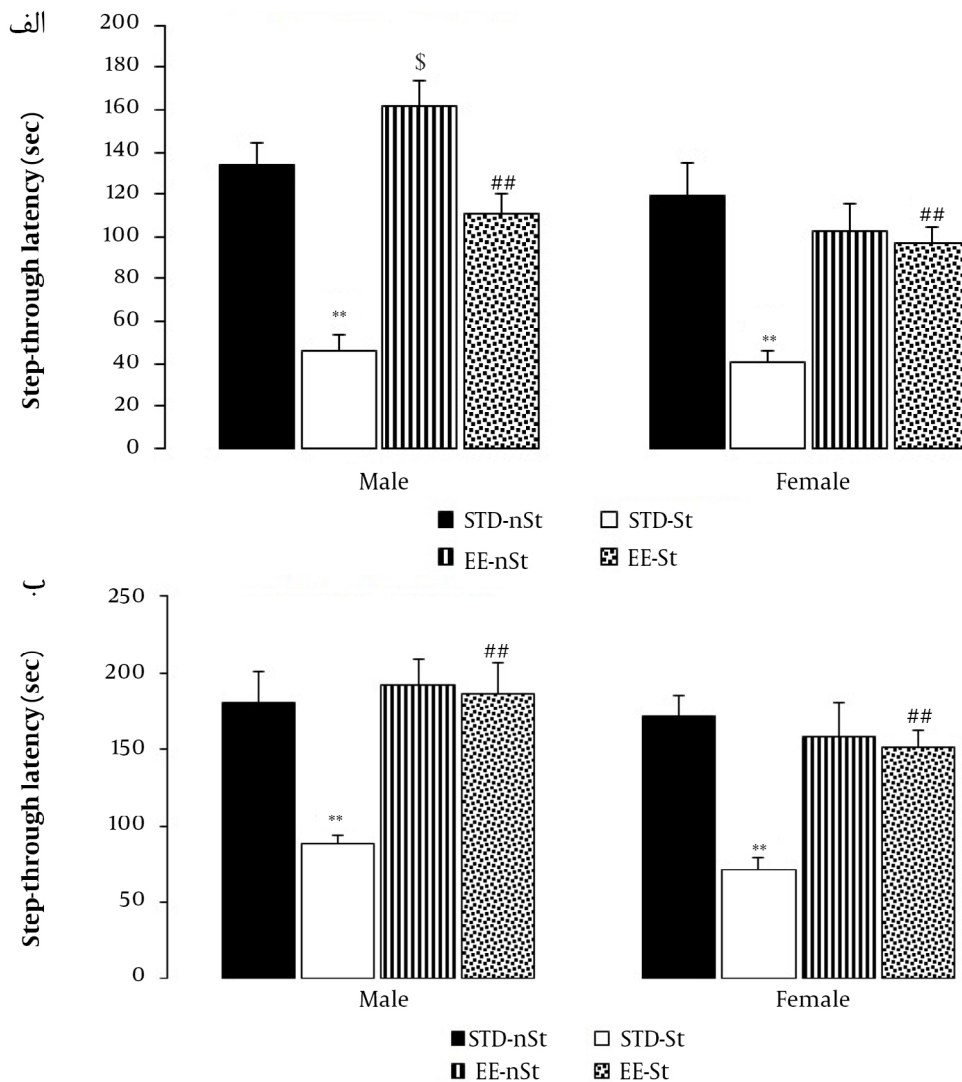 الف
200
180
160
140
120
100
80
60
40
20
0
Step-through latency (sec)
**
$
##
**
##
Male
Female
STD-nSt STD-St
EE-nSt EE-St
ب.
250
200
150
100
50
0
Step-through latency (sec)
**
##
**
##
Male
Female
STD-nSt STD-St
EE-nSt EE-St